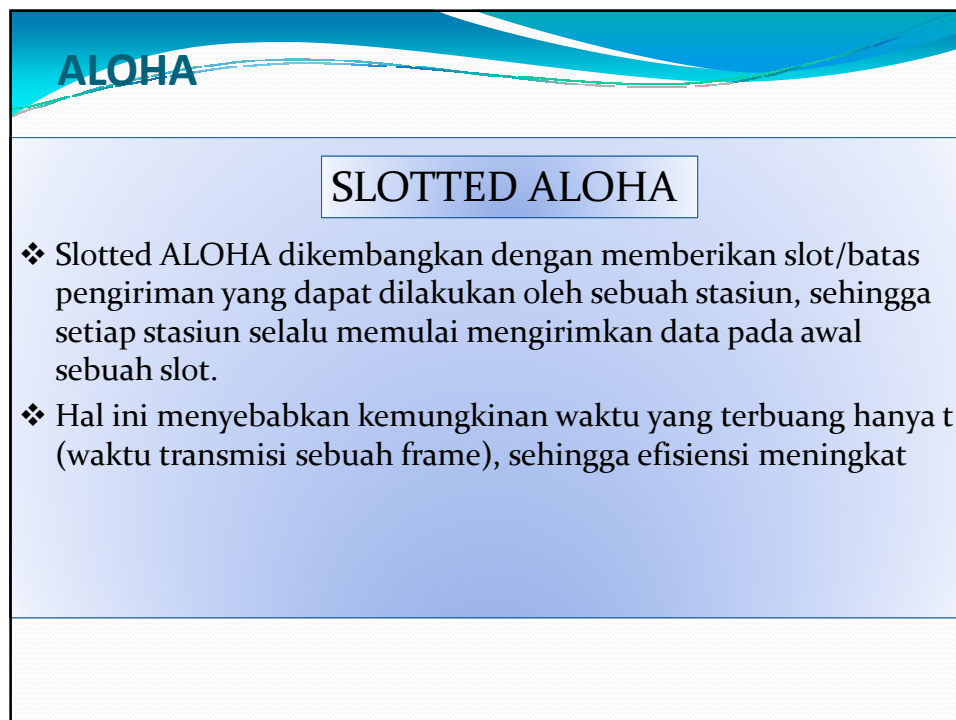 ALOHA
SLOTTED ALOHA
❖ Slotted ALOHA dikembangkan dengan memberikan slot/batas
pengiriman yang dapat dilakukan oleh sebuah stasiun, sehingga
setiap stasiun selalu memulai mengirimkan data pada awal
sebuah slot.
❖ Hal ini menyebabkan kemungkinan waktu yang terbuang hanya t
(waktu transmisi sebuah frame), sehingga efisiensi meningkat